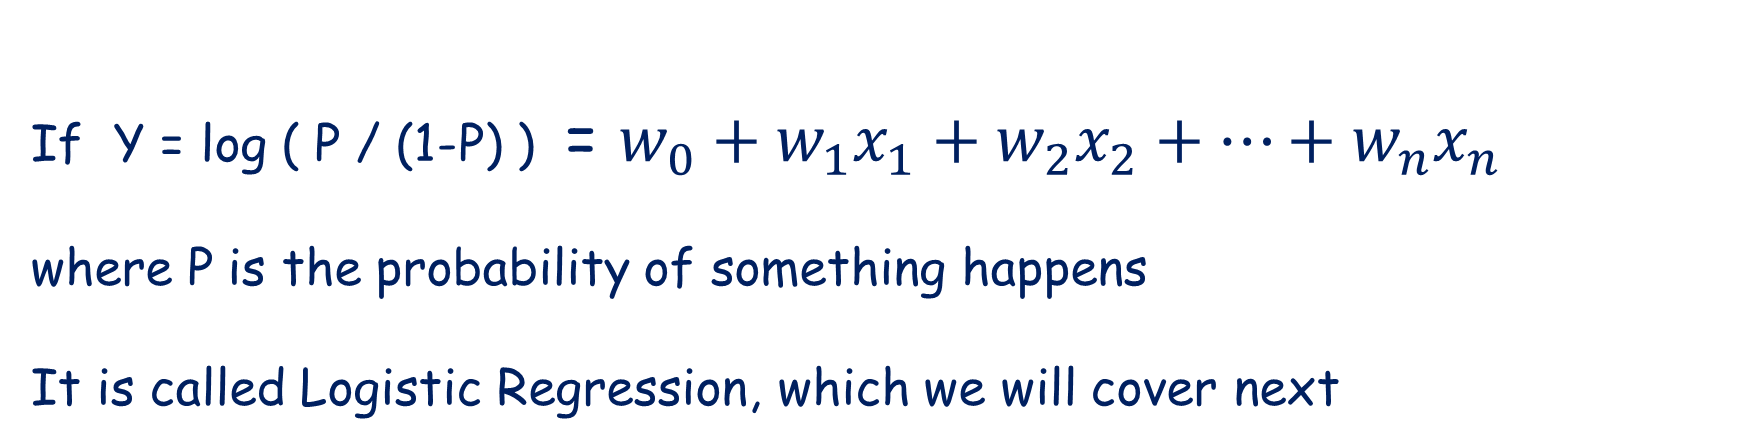 If Y = log ( P / (1-P) ) = w₀ + w₁x₁ + w₂x₂ + ⋯ + wₙxₙ
where P is the probability of something happens
It is called Logistic Regression, which we will cover next